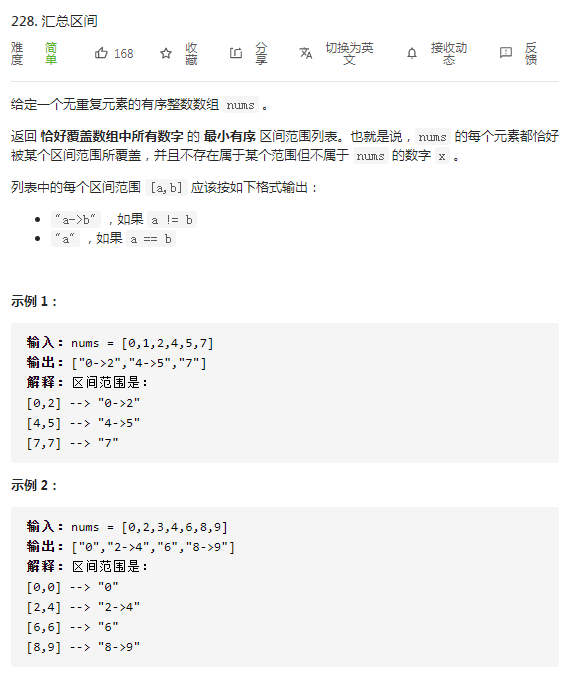 228. 汇总区间
难度 简单 168 收藏 分享 切换为英文 接收动态 反馈
给定一个无重复元素的有序整数数组 nums 。
返回 恰好覆盖数组中所有数字 的 最小有序 区间范围列表。也就是说，nums 的每个元素都恰好
被某个区间范围所覆盖，并且不存在属于某个范围但不属于 nums 的数字 x 。
列表中的每个区间范围 [a,b] 应该按如下格式输出：
"a->b" ，如果 a != b
"a" ，如果 a == b
示例 1：
输入：nums = [0,1,2,4,5,7]
输出：["0->2","4->5","7"]
解释：区间范围是：
[0,2] --> "0->2"
[4,5] --> "4->5"
[7,7] --> "7"
示例 2：
输入：nums = [0,2,3,4,6,8,9]
输出：["0","2->4","6","8->9"]
解释：区间范围是：
[0,0] --> "0"
[2,4] --> "2->4"
[6,6] --> "6"
[8,9] --> "8->9"